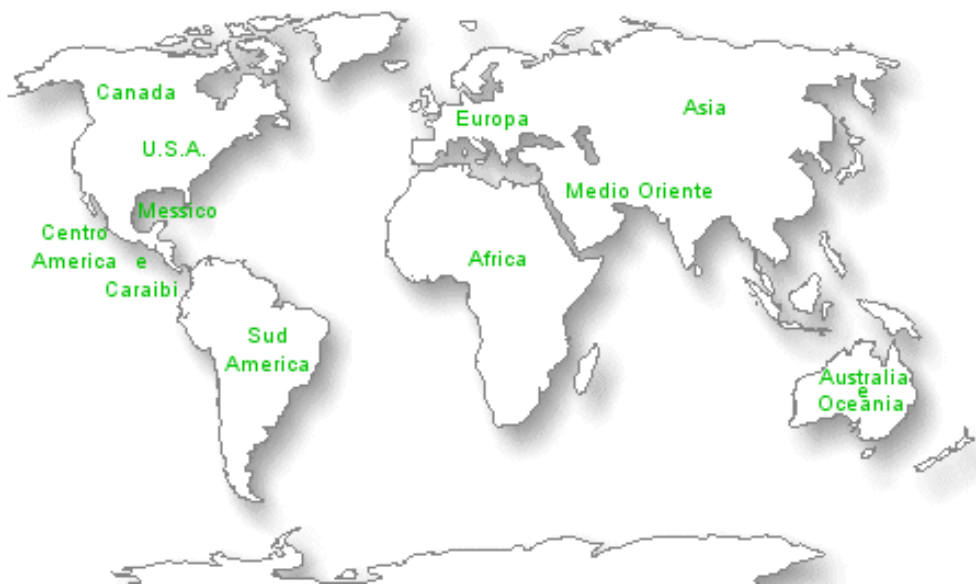 Canada
U.S.A.
Messico
Centro
America e
Caraibi
Sud
America
Europa
Asia
Medio Oriente
Africa
Australia
e
Oceania